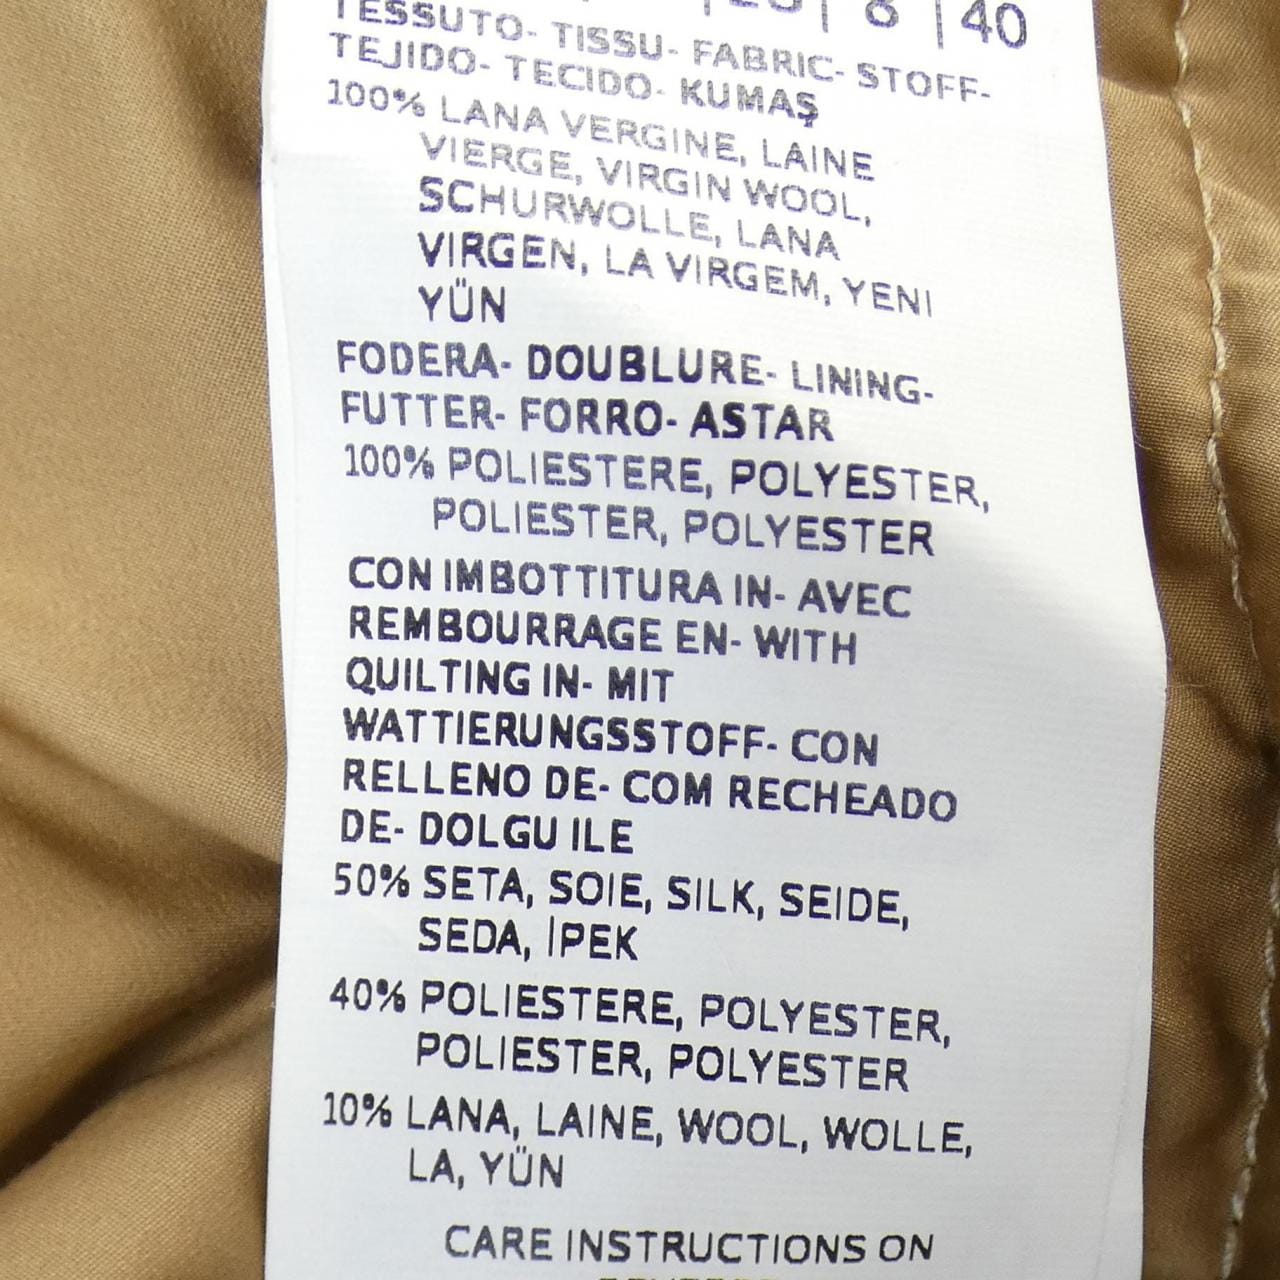 8 | 40
TESSUTO- TISSU- FABRIC- STOFF-
TEJIDO- TECIDO- KUMAŞ
100% LANA VERGINE, LAINE
VIERGE, VIRGIN WOOL,
SCHURWOLLE, LANA
VIRGEN, LA VIRGEM, YENI
YÜN
FODERA- DOUBLURE- LINING-
FUTTER- FORRO- ASTAR
100% POLIESTERE, POLYESTER,
POLIESTER, POLYESTER
CON IMBOTTITURA IN- AVEC
REMBOURRAGE EN- WITH
QUILTING IN- MIT
WATTIERUNGSSTOFF- CON
RELLENO DE- COM RECHEADO
DE- DOLGU ILE
50% SETA, SOIE, SILK, SEIDE,
SEDA, İPEK
40% POLIESTERE, POLYESTER,
POLIESTER, POLYESTER
10% LANA, LAINE, WOOL, WOLLE,
LA, YÜN
CARE INSTRUCTIONS ON